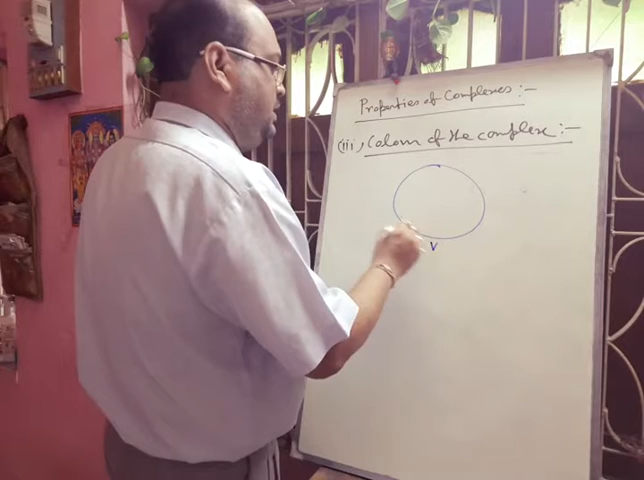 Properties of Complexes:-
(iii) Colour of the complex:-
V